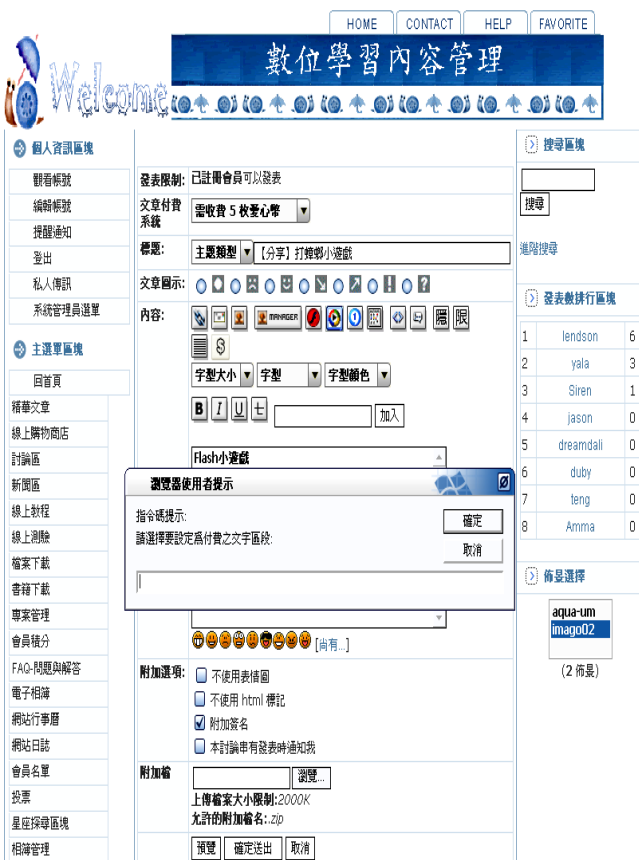 HOME CONTACT HELP FAVORITE
Welcome
數位學習內容管理
個人資訊區塊
觀看帳號
編輯帳號
提醒通知
登出
私人傳訊
系統管理員選單
主選單區塊
回首頁
精華文章
線上購物商店
討論區
新聞區
線上教程
線上測驗
檔案下載
書籍下載
專案管理
會員積分
FAQ-問題與解答
電子相簿
網站行事曆
網站日誌
會員名單
投票
星座探尋區塊
相簿管理
發表限制: 已註冊會員可以發表
文章付費系統 需收費 5 枚愛心幣
標題: 主題類型 【分享】打蟑螂小遊戲
文章圖示:
內容:
MANAGER
隱 限
字型大小 字型 字型顏色
B I U 加入
Flash小遊戲
瀏覽器使用者提示
指令碼提示:
請選擇要設定為付費之文字區段:
確定
取消
[尚有...]
附加選項: 不使用表情圖
不使用 html 標記
附加簽名
本討論串有發表時通知我
附加檔 瀏覽...
上傳檔案大小限制:2000K
允許的附加檔名:.zip
預覽 確定送出 取消
搜尋區塊
搜尋
進階搜尋
發表數排行區塊
1 lendson 6
2 yala 3
3 Siren 1
4 jason 0
5 dreamdali 0
6 duby 0
7 teng 0
8 Amma 0
佈景選擇
aqua-um
imago02
(2 佈景)